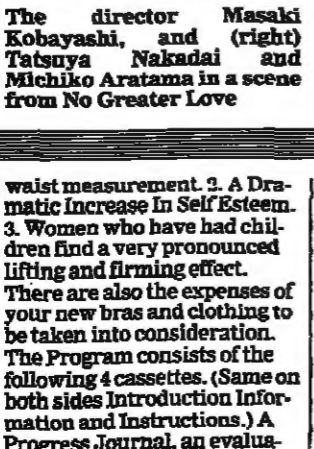 The director Masaki
Kobayashi, and (right)
Tatsuya Nakadai and
Michiko Aratama in a scene
from No Greater Love
waist measurement. 2. A Dra-
matic Increase In Self Esteem.
3. Women who have had chil-
dren find a very pronounced
lifting and firming effect.
There are also the expenses of
your new bras and clothing to
be taken into consideration.
The Program consists of the
following 4 cassettes. (Same on
both sides Introduction Infor-
mation and Instructions.) A
Progress Journal, an evalua-